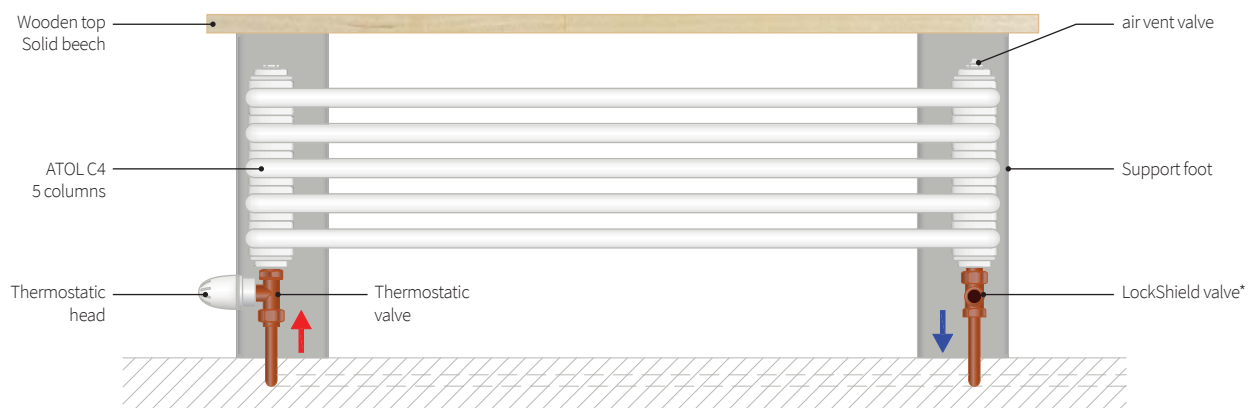 Wooden top
Solid beech
air vent valve
ATOL C4
5 columns
Support foot
Thermostatic
head
Thermostatic
valve
LockShield valve*